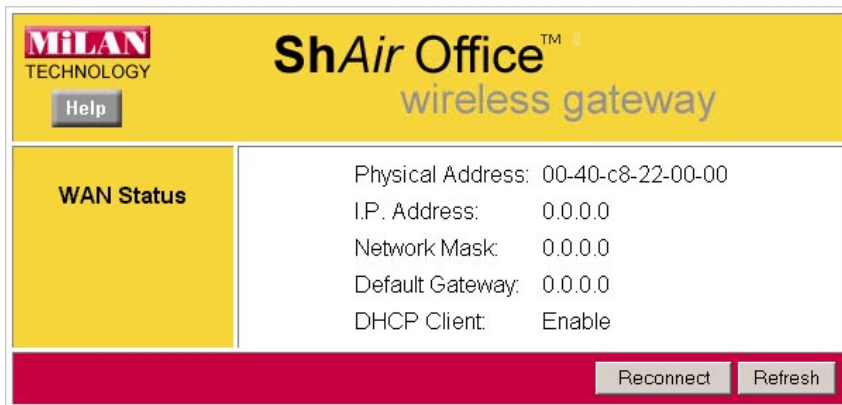 MiLAN
TECHNOLOGY
Help
ShAir Office™
wireless gateway
WAN Status
Physical Address: 00-40-c8-22-00-00
I.P. Address: 0.0.0.0
Network Mask: 0.0.0.0
Default Gateway: 0.0.0.0
DHCP Client: Enable
Reconnect Refresh